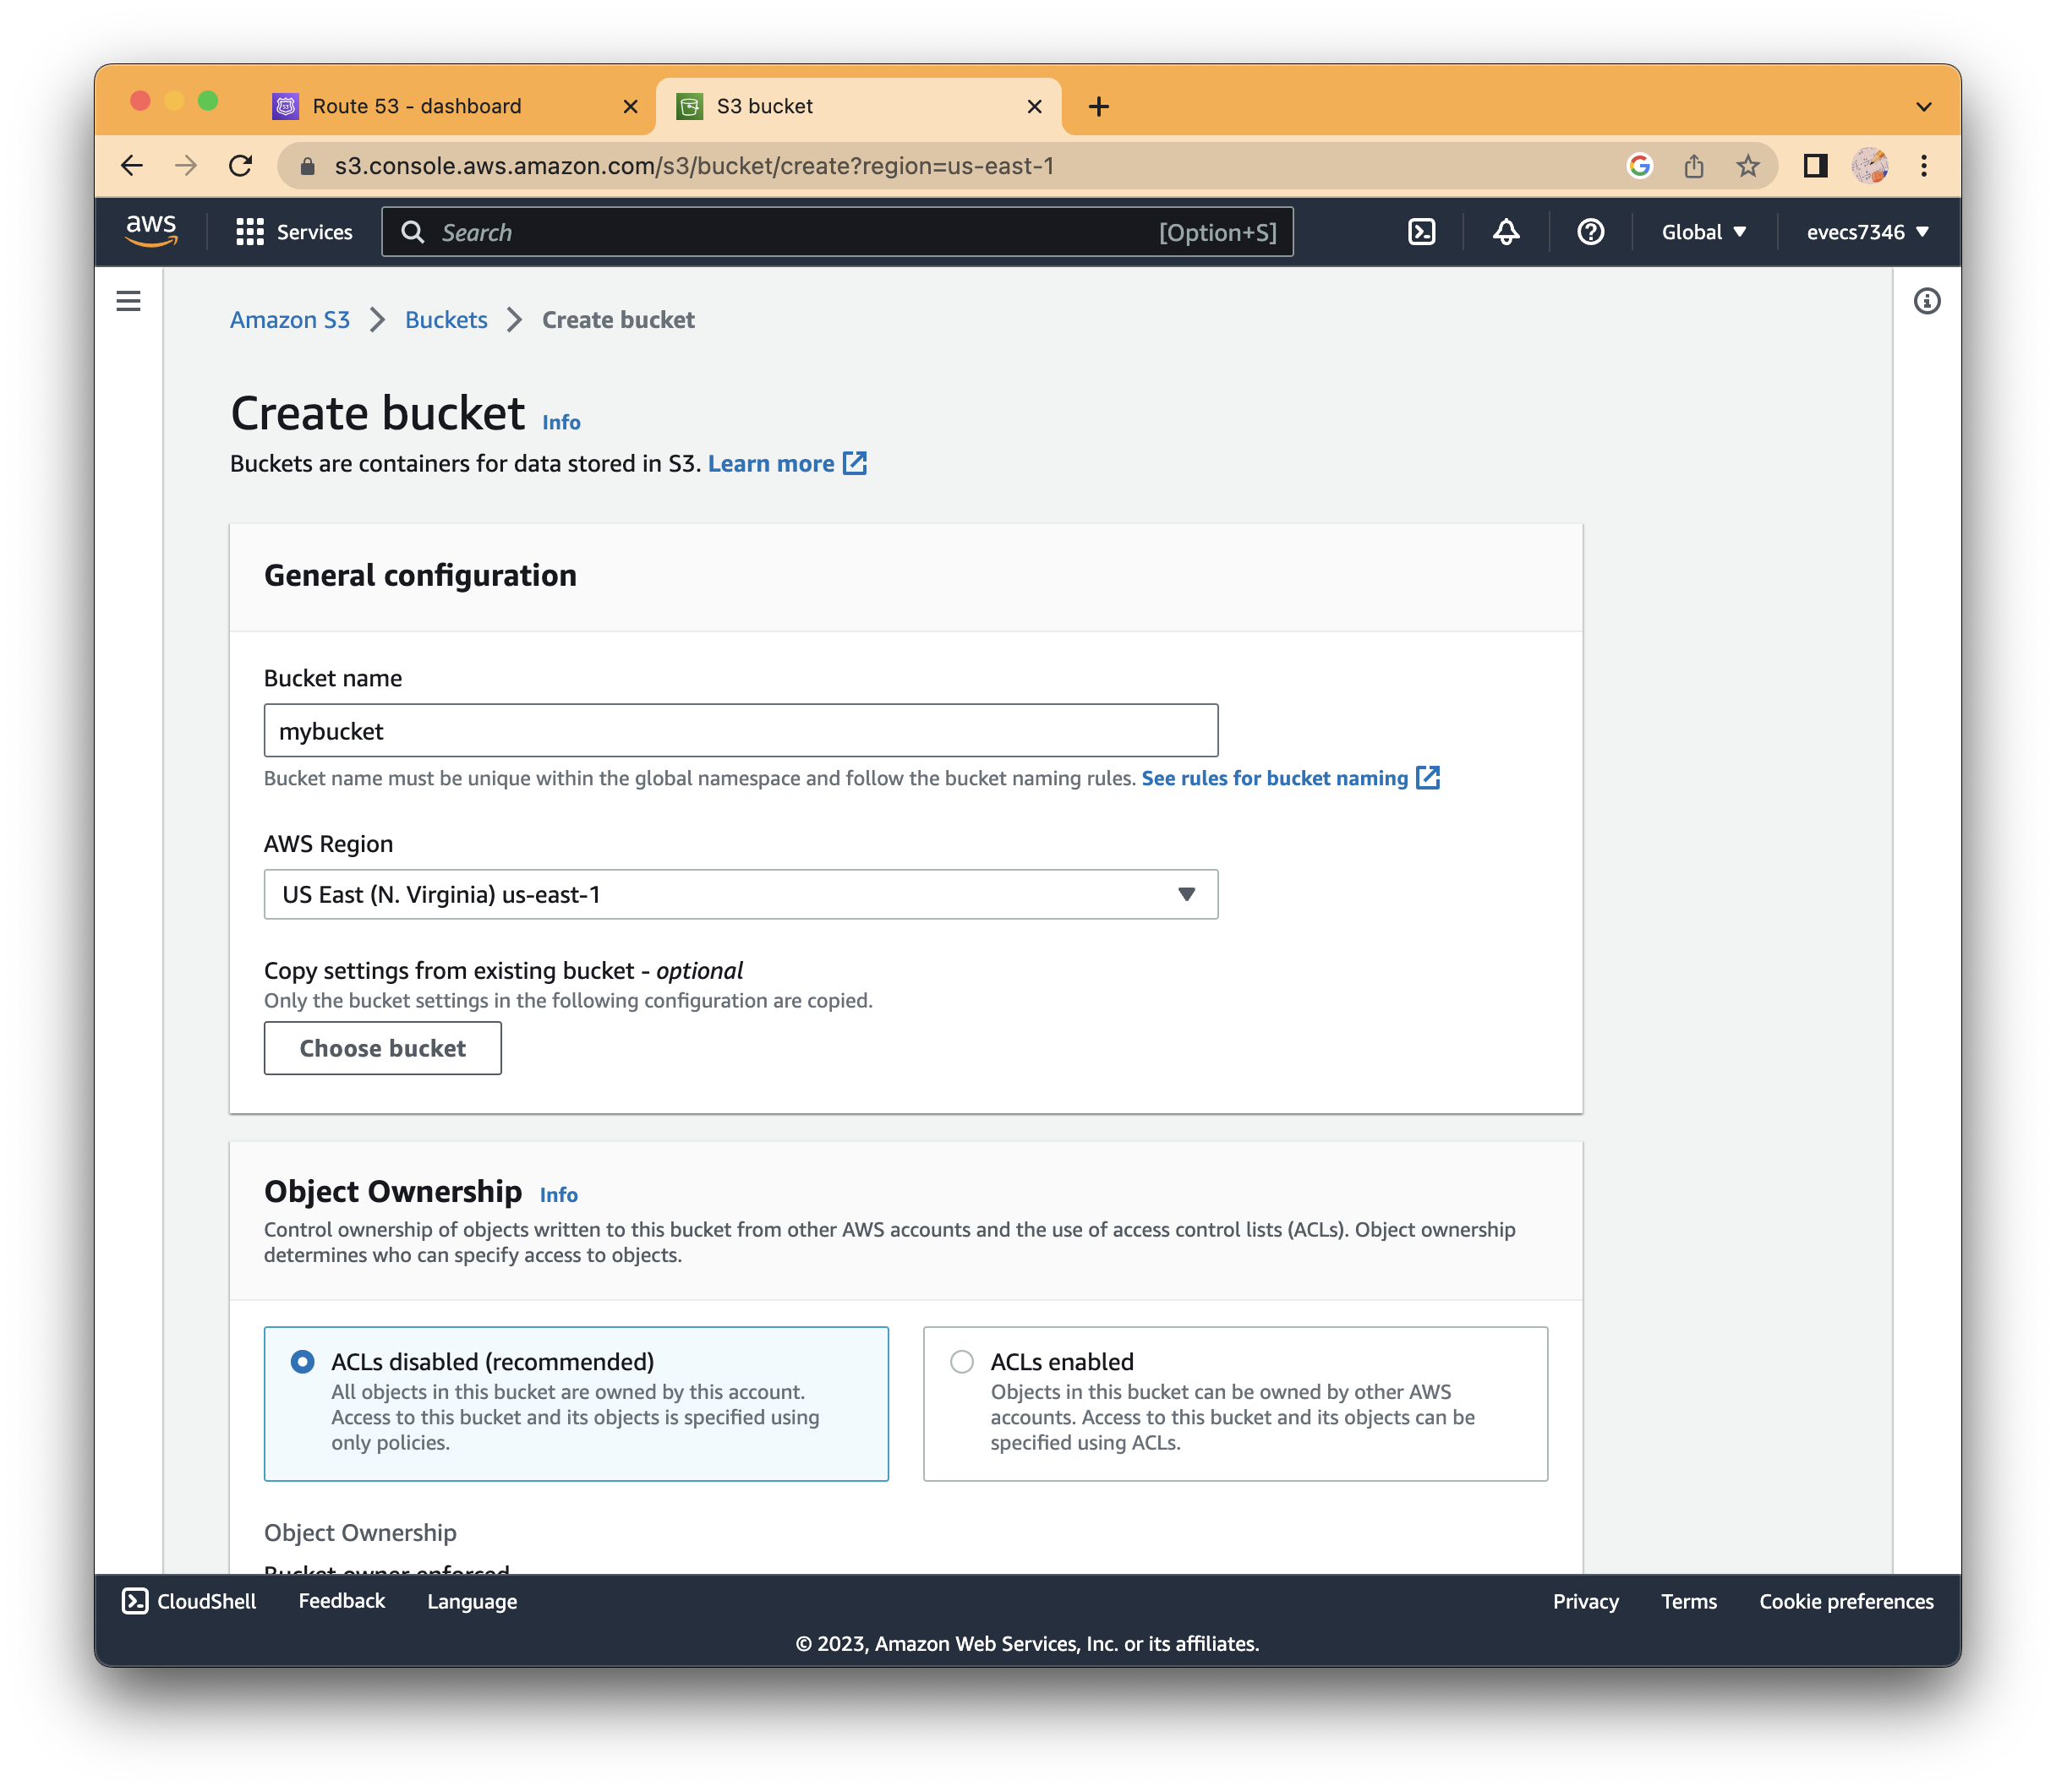 Route 53 - dashboard
S3 bucket
s3.console.aws.amazon.com/s3/bucket/create?region=us-east-1
aws
Services
Search
[Option+S]
Global
evecs7346
Amazon S3
Buckets
Create bucket
Create bucket Info
Buckets are containers for data stored in S3. Learn more
General configuration
Bucket name
mybucket
Bucket name must be unique within the global namespace and follow the bucket naming rules. See rules for bucket naming
AWS Region
US East (N. Virginia) us-east-1
Copy settings from existing bucket - optional
Only the bucket settings in the following configuration are copied.
Choose bucket
Object Ownership Info
Control ownership of objects written to this bucket from other AWS accounts and the use of access control lists (ACLs). Object ownership
determines who can specify access to objects.
ACLs disabled (recommended)
All objects in this bucket are owned by this account.
Access to this bucket and its objects is specified using
only policies.
ACLs enabled
Objects in this bucket can be owned by other AWS
accounts. Access to this bucket and its objects can be
specified using ACLs.
Object Ownership
Bucket owner enforced
CloudShell
Feedback
Language
Privacy
Terms
Cookie preferences
© 2023, Amazon Web Services, Inc. or its affiliates.